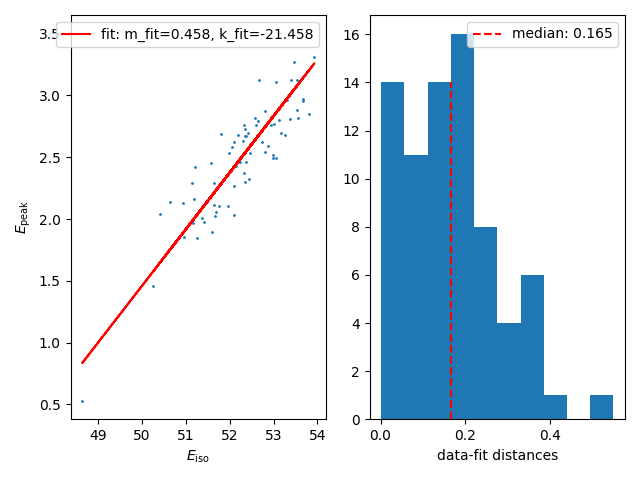 fit: m_fit=0.458, k_fit=-21.458
3.5
3.0
2.5
2.0
1.5
1.0
0.5
E_peak
49 50 51 52 53 54
E_iso
median: 0.165
16
14
12
10
8
6
4
2
0
0.0 0.2 0.4
data-fit distances